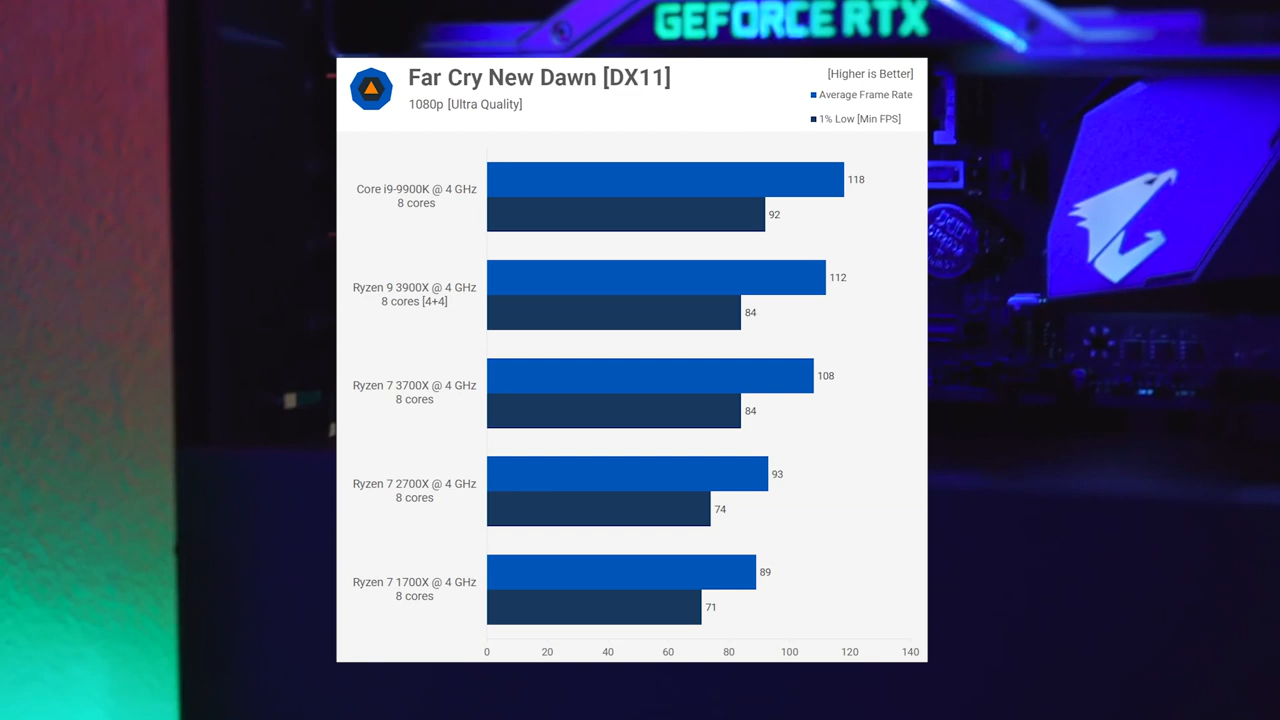 GEFORCE RTX
Far Cry New Dawn [DX11]
1080p [Ultra Quality]
[Higher is Better]
Average Frame Rate
1% Low [Min FPS]
Core i9-9900K @ 4 GHz
8 cores
118
92
Ryzen 9 3900X @ 4 GHz
8 cores [4+4]
112
84
Ryzen 7 3700X @ 4 GHz
8 cores
108
84
Ryzen 7 2700X @ 4 GHz
8 cores
93
74
Ryzen 7 1700X @ 4 GHz
8 cores
89
71
0 20 40 60 80 100 120 140